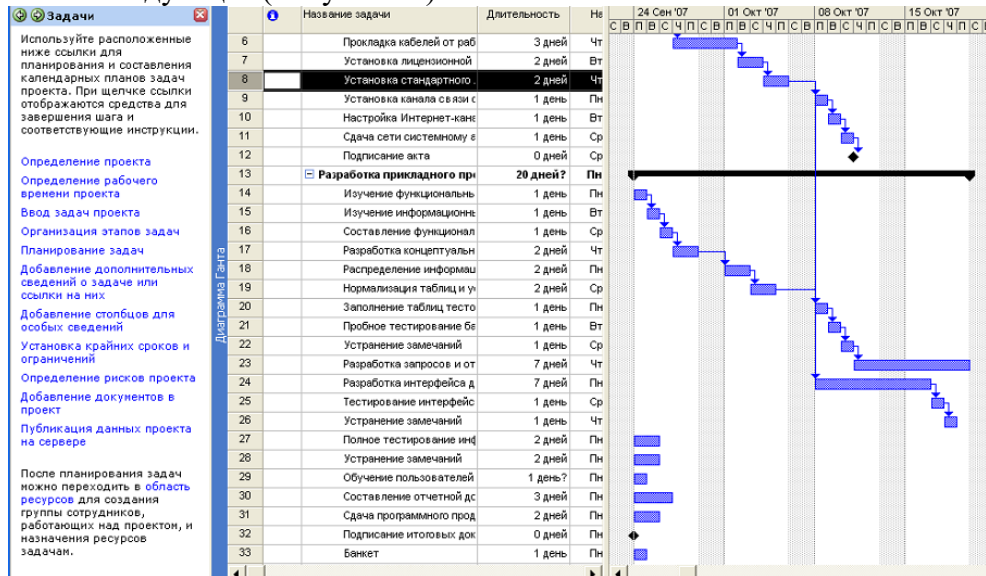 Задачи
Используйте расположенные
ниже ссылки для
планирования и составления
календарных планов задач
проекта. При щелчке ссылки
отображаются средства для
завершения шага и
соответствующие инструкции.
Определение проекта
Определение рабочего
времени проекта
Ввод задач проекта
Организация этапов задач
Планирование задач
Добавление дополнительных
сведений о задаче или
ссылки на них
Добавление столбцов для
особых сведений
Установка крайних сроков и
ограничений
Определение рисков проекта
Добавление документов в
проект
Публикация данных проекта
на сервере
После планирования задач
можно переходить в область
ресурсов для создания
группы сотрудников,
работающих над проектом, и
назначения ресурсов
задачам.
Диаграмма Ганта
Название задачи Длительность На
24 Сен '07 01 Окт '07 08 Окт '07 15 Окт '07
С В П В С Ч П С В П В С Ч П С В П В С Ч П С В П В С Ч П С
6 Прокладка кабелей от раб 3 дней Чт
7 Установка лицензионной 2 дней Вт
8 Установка стандартного 2 дней Чт
9 Установка канала связи с 1 день Пн
10 Настройка Интернет-кана 1 день Вт
11 Сдача сети системному а 1 день Ср
12 Подписание акта 0 дней Ср
13 Разработка прикладного при 20 дней? Пн
14 Изучение функциональнь 1 день Пн
15 Изучение информационнь 1 день Вт
16 Составление функционал 1 день Ср
17 Разработка концептуальн 2 дней Чт
18 Распределение информац 2 дней Пн
19 Нормализация таблиц и у 2 дней Ср
20 Заполнение таблиц тесто 1 день Пн
21 Пробное тестирование ба 1 день Вт
22 Устранение замечаний 1 день Ср
23 Разработка запросов и от 7 дней Чт
24 Разработка интерфейса д 7 дней Пн
25 Тестирование интерфейс 1 день Ср
26 Устранение замечаний 1 день Чт
27 Полное тестирование инф 2 дней Пн
28 Устранение замечаний 2 дней Пн
29 Обучение пользователей 1 день? Пн
30 Составление отчетной до 3 дней Пн
31 Сдача программного прод 2 дней Пн
32 Подписание итоговых док 0 дней Пн
33 Банкет 1 день Пн